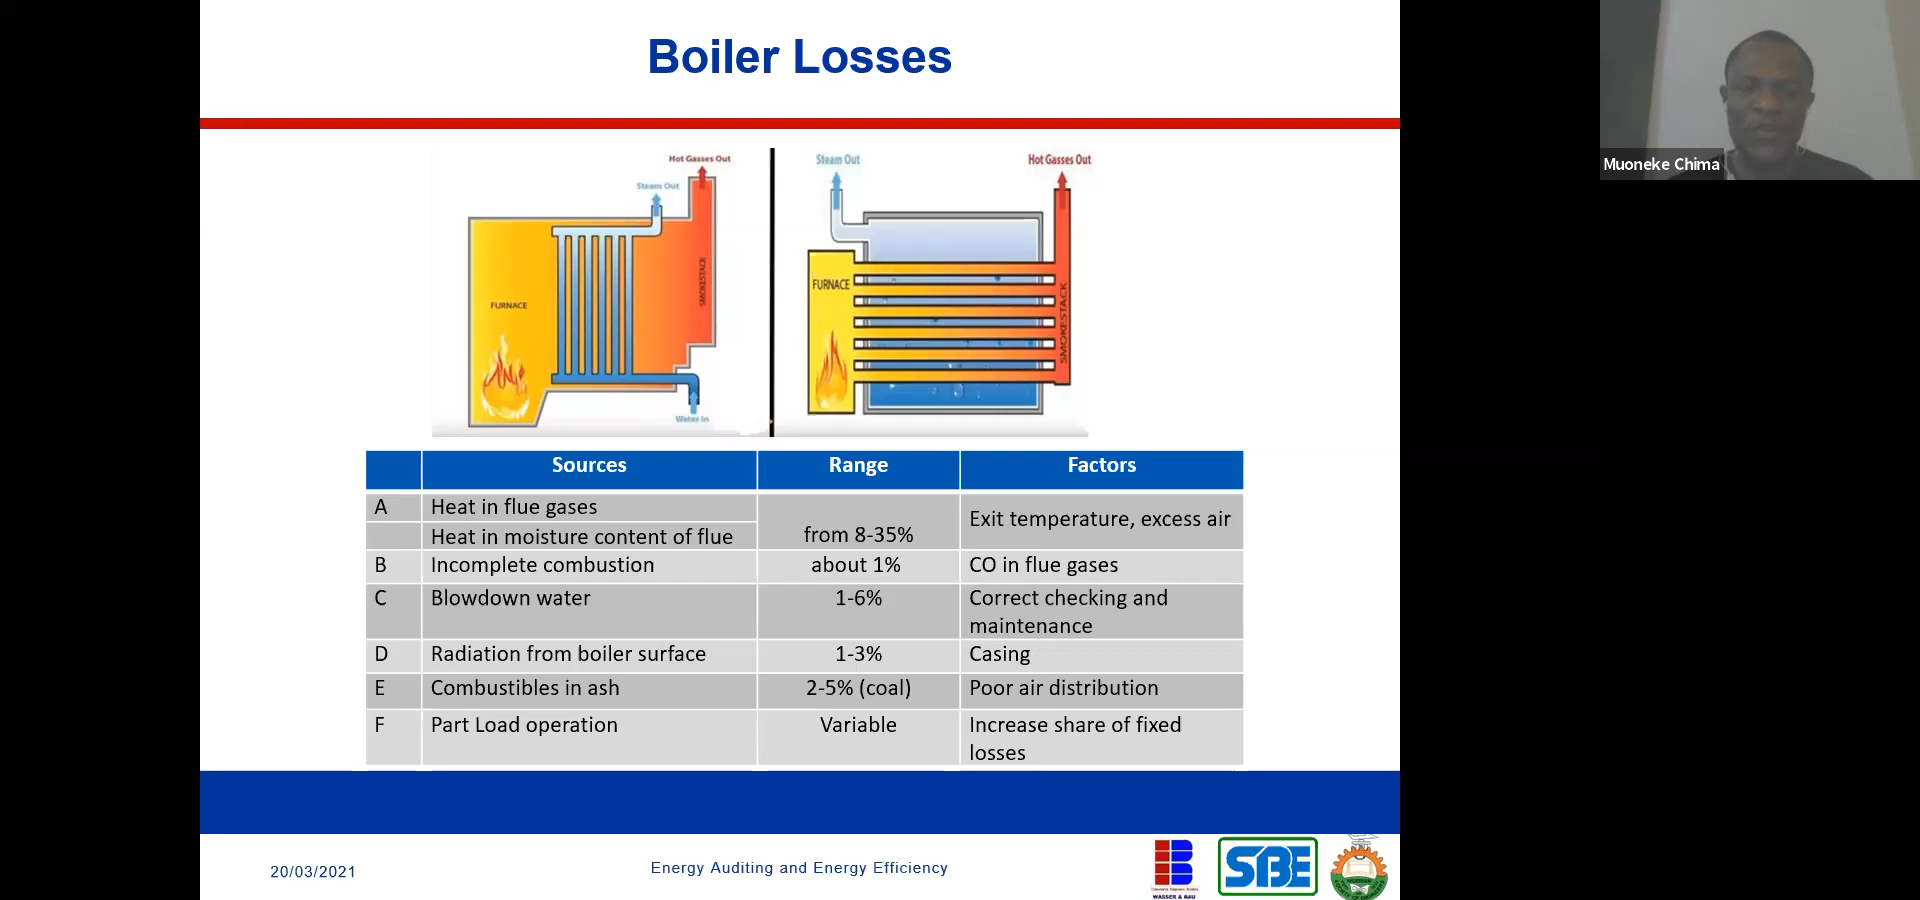 Boiler Losses
Muoneke Chima
Hot Gasses Out
Steam Out
FURNACE
SMOKESTACK
Water In
Steam Out
Hot Gasses Out
FURNACE
SMOKESTACK
Sources Range Factors
A Heat in flue gases Exit temperature, excess air
Heat in moisture content of flue from 8-35%
B Incomplete combustion about 1% CO in flue gases
C Blowdown water 1-6% Correct checking and
maintenance
D Radiation from boiler surface 1-3% Casing
E Combustibles in ash 2-5% (coal) Poor air distribution
F Part Load operation Variable Increase share of fixed
losses
20/03/2021
Energy Auditing and Energy Efficiency
WASSER & BAU
SBE